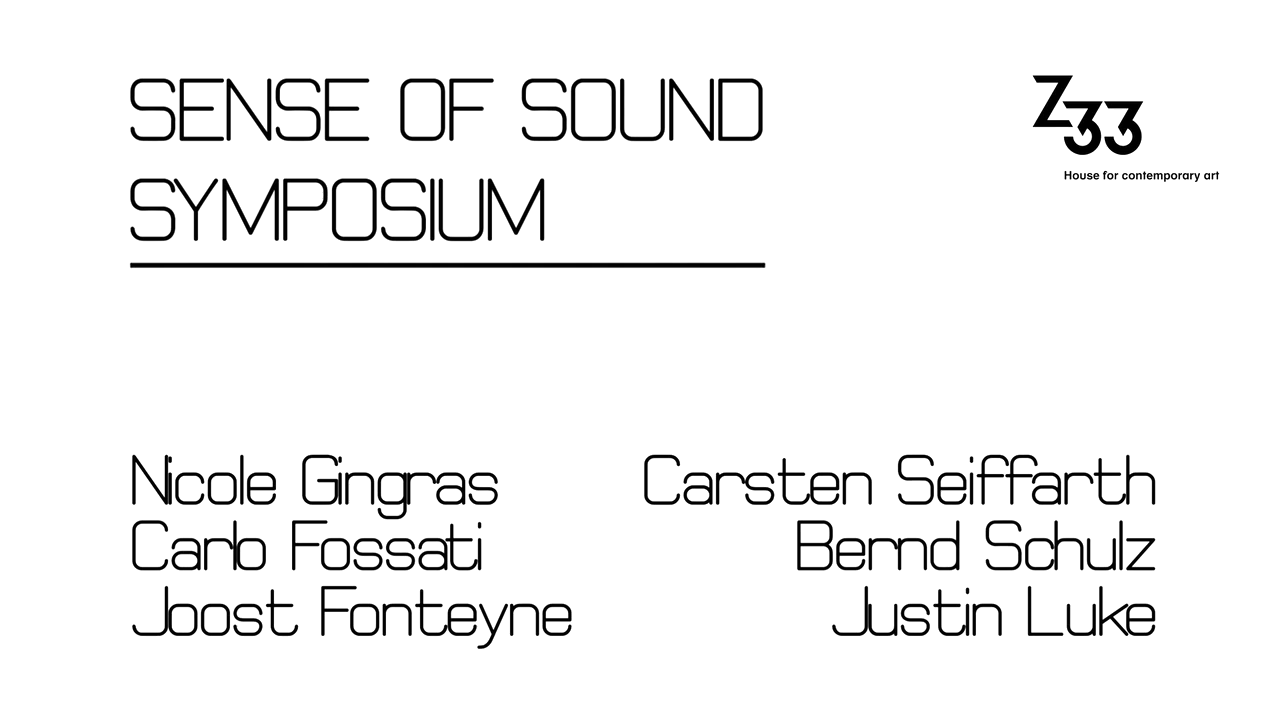 SENSE OF SOUND
SYMPOSIUM
Z33
House for contemporary art
Nicole Gingras
Carlo Fossati
Joost Fonteyne
Carsten Seiffarth
Bernd Schulz
Justin Luke